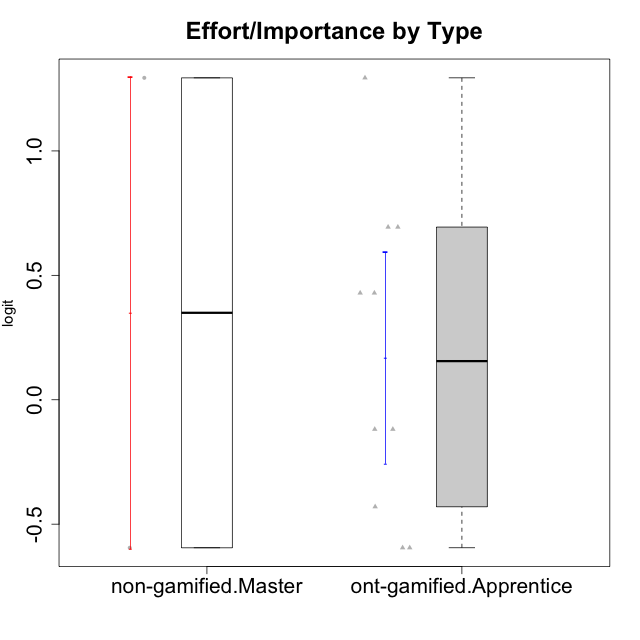 Effort/Importance by Type
logit
1.0
0.5
0.0
-0.5
non-gamified.Master
ont-gamified.Apprentice